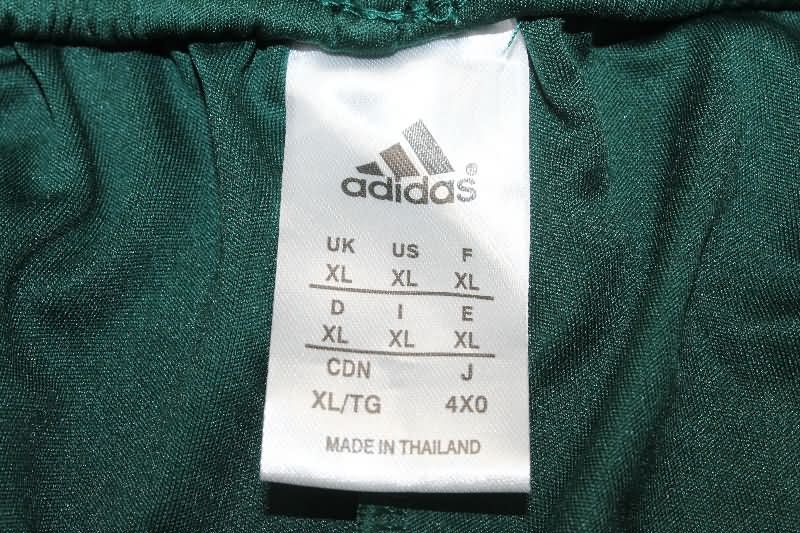 adidas®
UK US F
XL XL XL
D I E
XL XL XL
CDN J
XL/TG 4X0
MADE IN THAILAND